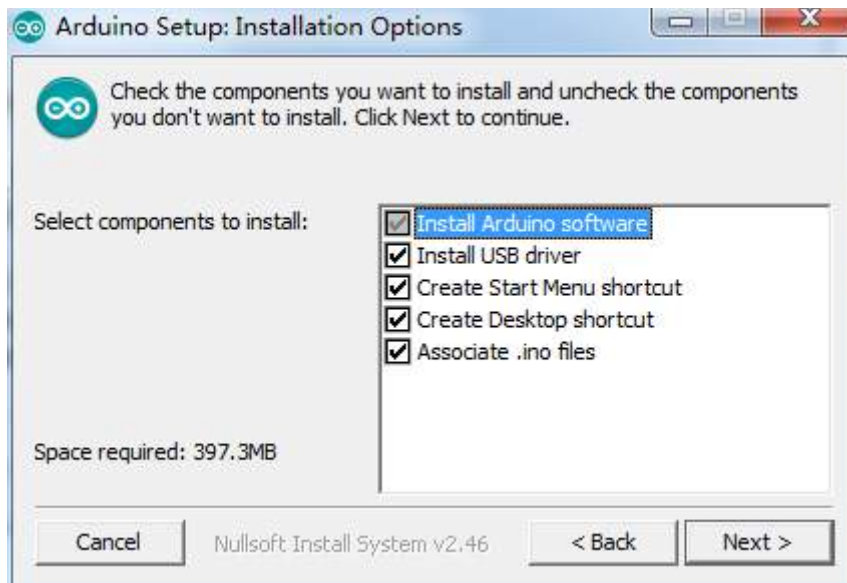 Arduino Setup: Installation Options
Check the components you want to install and uncheck the components
you don't want to install. Click Next to continue.
Select components to install:
Install Arduino software
Install USB driver
Create Start Menu shortcut
Create Desktop shortcut
Associate .ino files
Space required: 397.3MB
Cancel
Nullsoft Install System v2.46
< Back
Next >